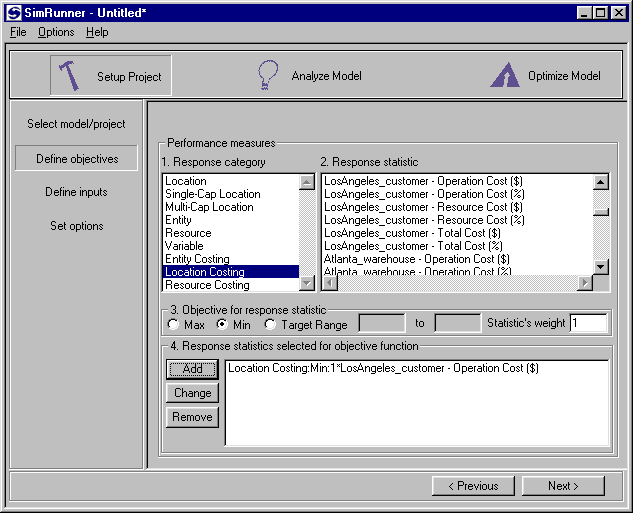 SimRunner - Untitled*
File Options Help
Setup Project
Analyze Model
Optimize Model
Select model/project
Define objectives
Define inputs
Set options
Performance measures
1. Response category
Location
Single-Cap Location
Multi-Cap Location
Entity
Resource
Variable
Entity Costing
Location Costing
Resource Costing
2. Response statistic
LosAngeles_customer - Operation Cost ($)
LosAngeles_customer - Operation Cost (%)
LosAngeles_customer - Resource Cost ($)
LosAngeles_customer - Resource Cost (%)
LosAngeles_customer - Total Cost ($)
LosAngeles_customer - Total Cost (%)
Atlanta_warehouse - Operation Cost ($)
Atlanta_warehouse - Operation Cost (%)
3. Objective for response statistic
Max Min Target Range to Statistic's weight 1
4. Response statistics selected for objective function
Add
Change
Remove
Location Costing:Min:1*LosAngeles_customer - Operation Cost ($)
< Previous Next >